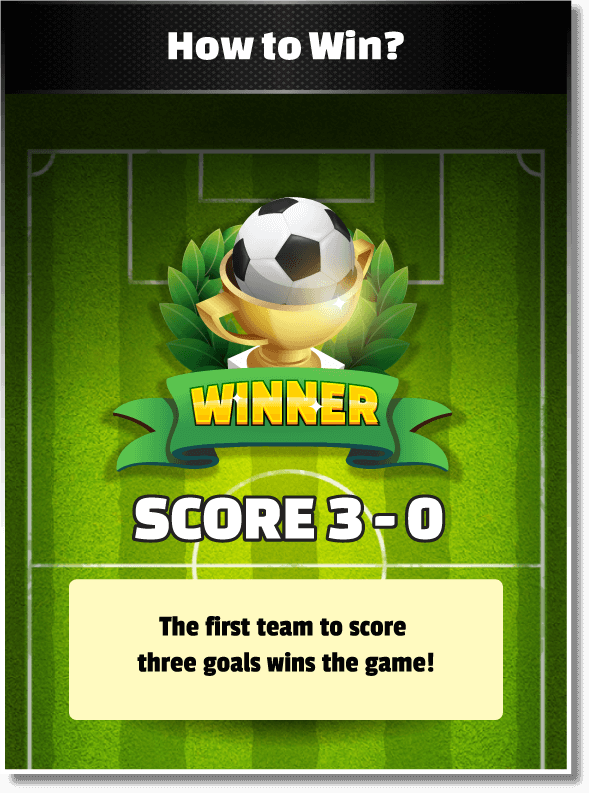 How to Win?
WINNER
SCORE 3 - 0
The first team to score
three goals wins the game!